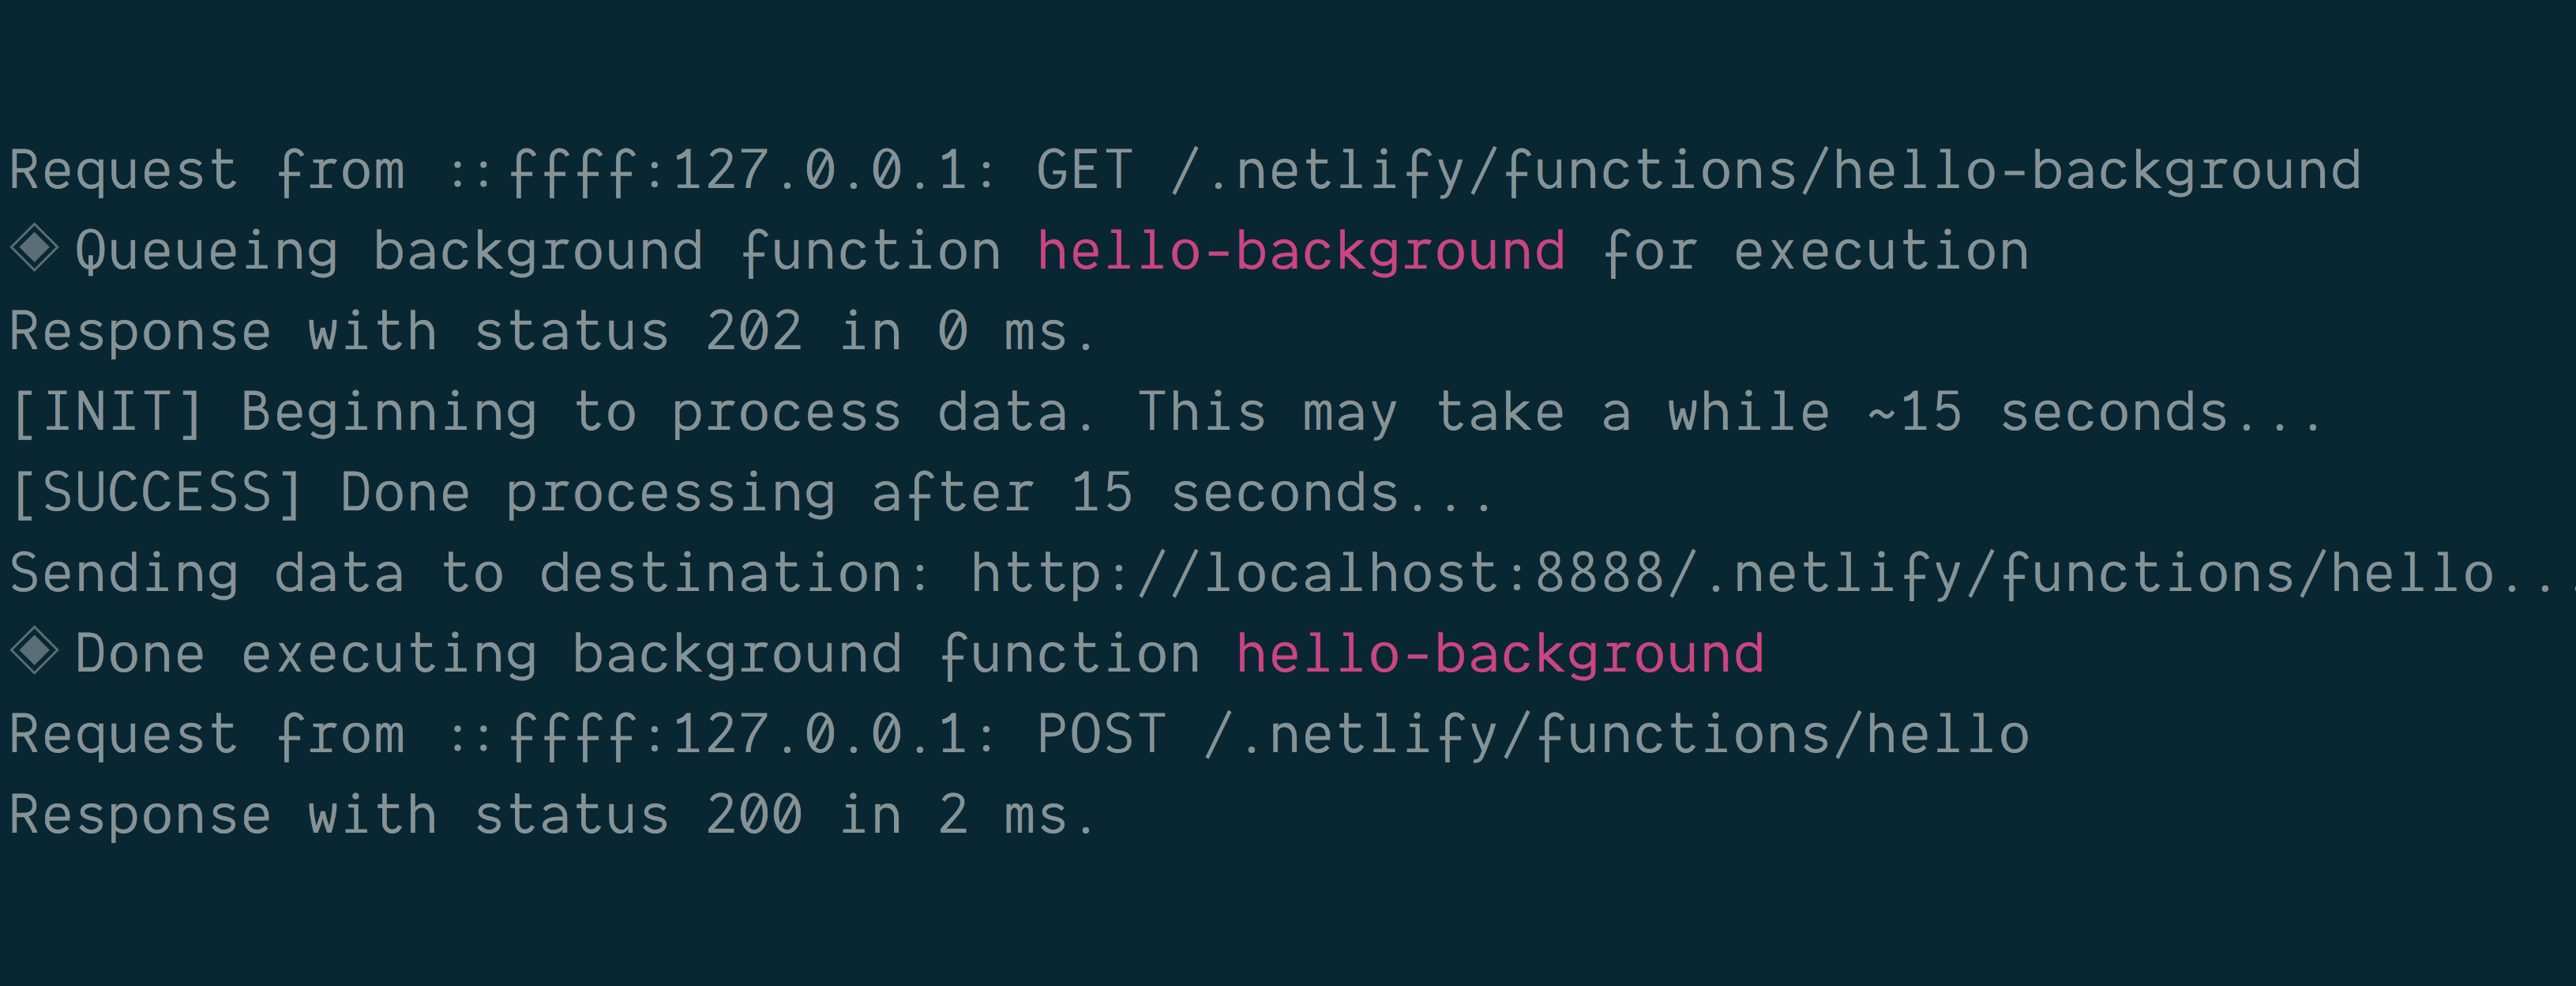 Request from ::ffff:127.0.0.1: GET /.netlify/functions/hello-background
◈ Queueing background function hello-background for execution
Response with status 202 in 0 ms.
[INIT] Beginning to process data. This may take a while ~15 seconds...
[SUCCESS] Done processing after 15 seconds...
Sending data to destination: http://localhost:8888/.netlify/functions/hello...
◈ Done executing background function hello-background
Request from ::ffff:127.0.0.1: POST /.netlify/functions/hello
Response with status 200 in 2 ms.